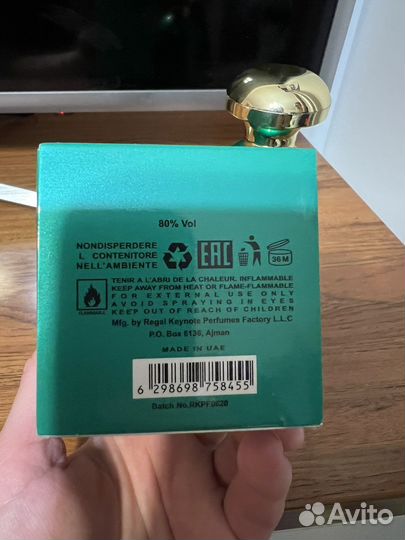 80% Vol
NONDISPERDERE
L CONTENITORE
NELL'AMBIENTE
EAC
36 M
TENIR A L'ABRI DE LA CHALEUR. INFLAMMABLE
KEEP AWAY FROM HEAT OR FLAME-FLAMMABLE
FOR EXTERNAL USE ONLY
AVOID SPRAYING IN EYES
KEEP OUT OF REACH OF CHILDREN
FLAMMABLE
Mfg. by Regal Keynote Perfumes Factory L.L.C
P.O. Box 6136, Ajman
MADE IN UAE
6 298698 758455
Batch No.RKPF0620
Avito